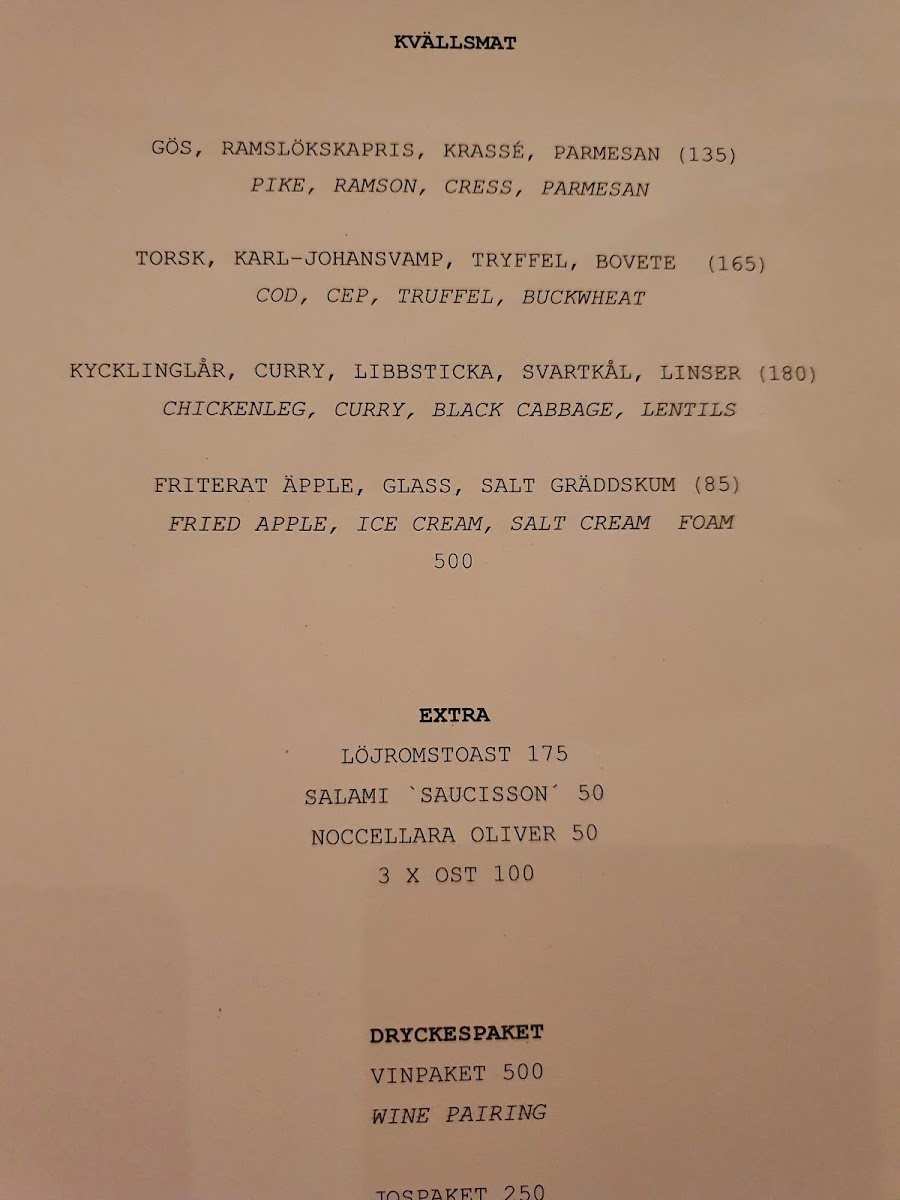 KVÄLLSMAT
GÖS, RAMSLÖKSKAPRIS, KRASSÉ, PARMESAN (135)
PIKE, RAMSON, CRESS, PARMESAN
TORSK, KARL-JOHANSVAMP, TRYFFEL, BOVETE (165)
COD, CEP, TRUFFEL, BUCKWHEAT
KYCKLINGLÅR, CURRY, LIBBSTICKA, SVARTKÅL, LINSER (180)
CHICKENLEG, CURRY, BLACK CABBAGE, LENTILS
FRITERAT ÄPPLE, GLASS, SALT GRÄDDSKUM (85)
FRIED APPLE, ICE CREAM, SALT CREAM FOAM
500
EXTRA
LÖJROMSTOAST 175
SALAMI `SAUCISSON´ 50
NOCCELLARA OLIVER 50
3 X OST 100
DRYCKESPAKET
VINPAKET 500
WINE PAIRING
JOSPAKET 250